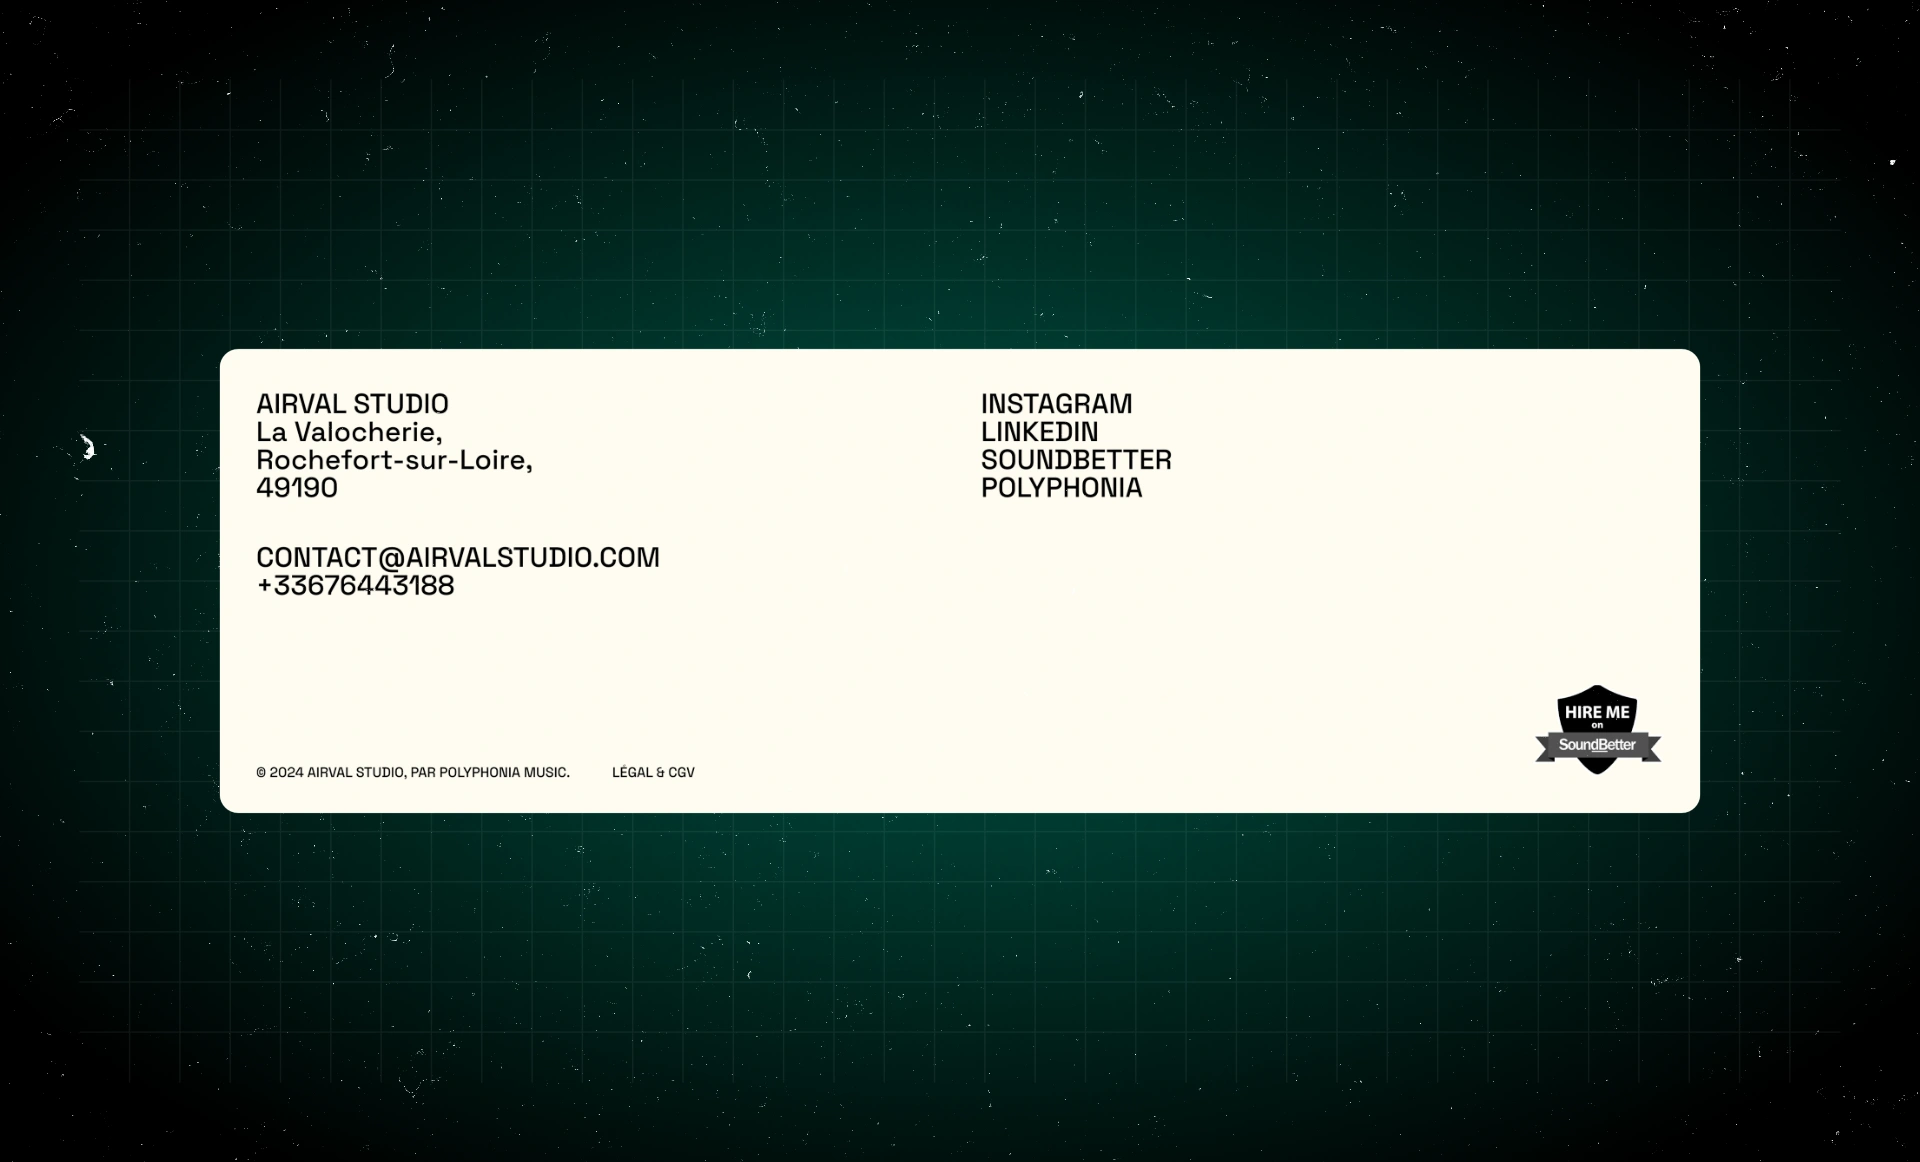 AIRVAL STUDIO
La Valocherie,
Rochefort-sur-Loire,
49190
CONTACT@AIRVALSTUDIO.COM
+33676443188
INSTAGRAM
LINKEDIN
SOUNDBETTER
POLYPHONIA
© 2024 AIRVAL STUDIO, PAR POLYPHONIA MUSIC.
LÉGAL & CGV
HIRE ME
on
SoundBetter